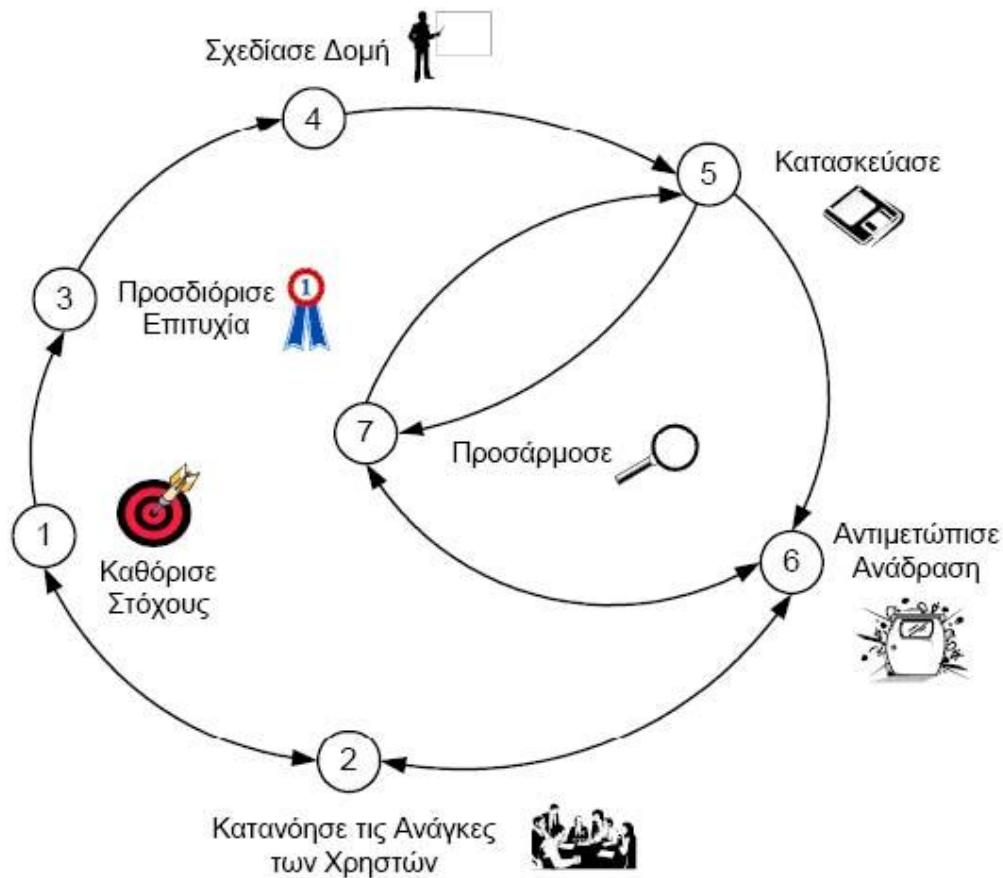 Σχεδίασε Δομή
4
5
Κατασκεύασε
3
Προσδιόρισε
Επιτυχία
1
7
Προσάρμοσε
1
Καθόρισε
Στόχους
6
Αντιμετώπισε
Ανάδραση
2
Κατανόησε τις Ανάγκες
των Χρηστών